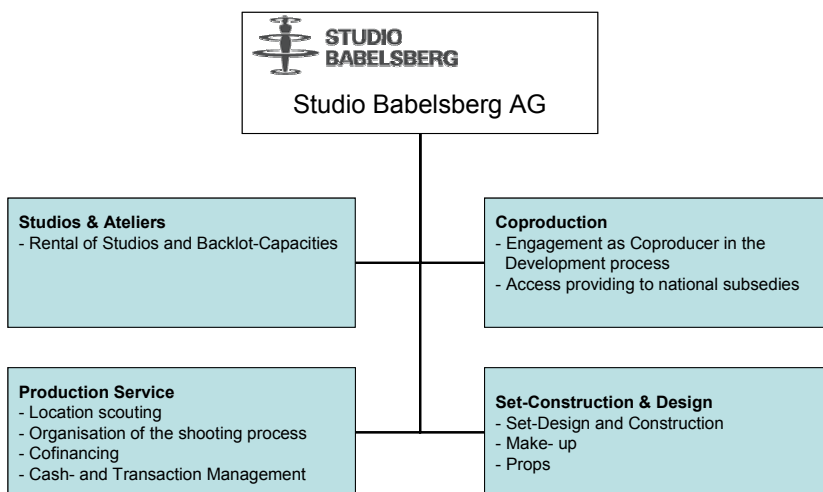 STUDIO
BABELSBERG
Studio Babelsberg AG
Studios & Ateliers
- Rental of Studios and Backlot-Capacities
Coproduction
- Engagement as Coproducer in the
Development process
- Access providing to national subsedies
Production Service
- Location scouting
- Organisation of the shooting process
- Cofinancing
- Cash- and Transaction Management
Set-Construction & Design
- Set-Design and Construction
- Make- up
- Props